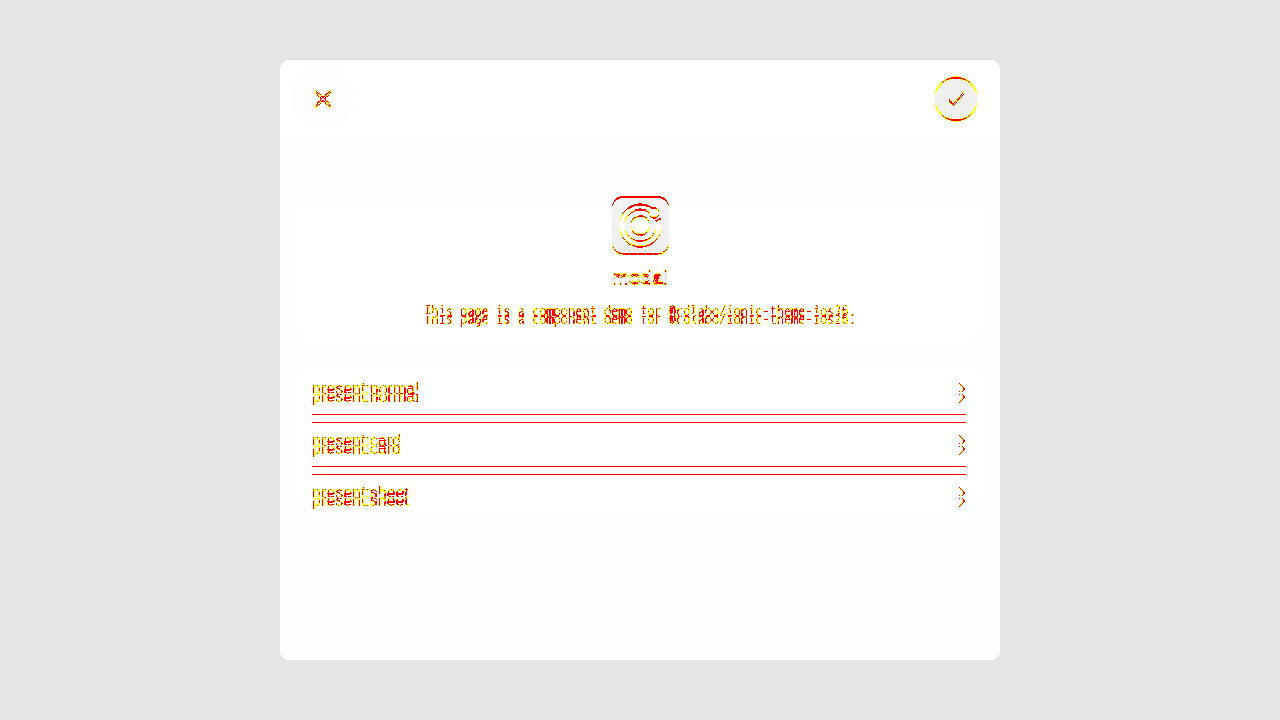 modal
This page is a component demo for @rdlabo/ionic-theme-ios26.
present normal
present card
present sheet